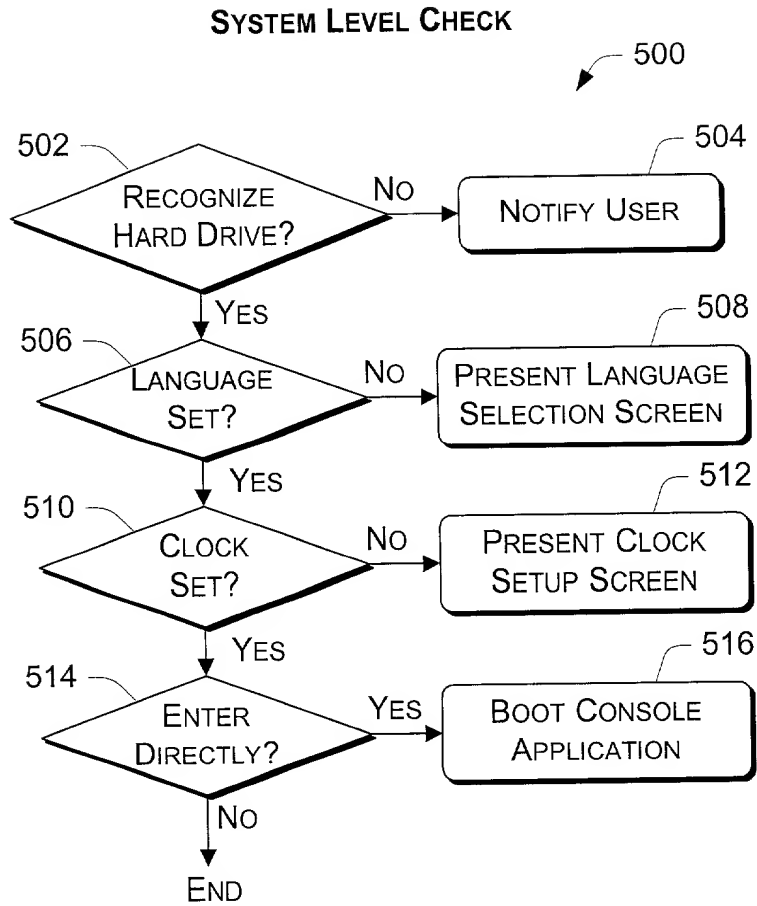 SYSTEM LEVEL CHECK
500
502
RECOGNIZE
HARD DRIVE?
NO
504
NOTIFY USER
YES
506
LANGUAGE
SET?
NO
508
PRESENT LANGUAGE
SELECTION SCREEN
YES
510
CLOCK
SET?
NO
512
PRESENT CLOCK
SETUP SCREEN
YES
514
ENTER
DIRECTLY?
YES
516
BOOT CONSOLE
APPLICATION
NO
END